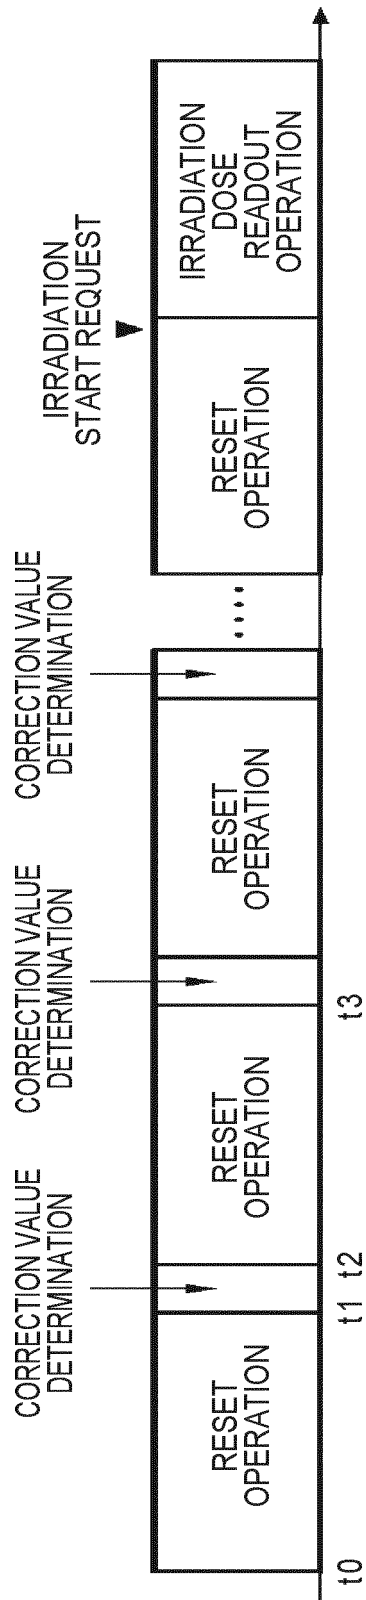 CORRECTION VALUE
DETERMINATION
CORRECTION VALUE
DETERMINATION
CORRECTION VALUE
DETERMINATION
IRRADIATION
START REQUEST
RESET
OPERATION
RESET
OPERATION
RESET
OPERATION
RESET
OPERATION
IRRADIATION
DOSE
READOUT
OPERATION
t0
t1
t2
t3